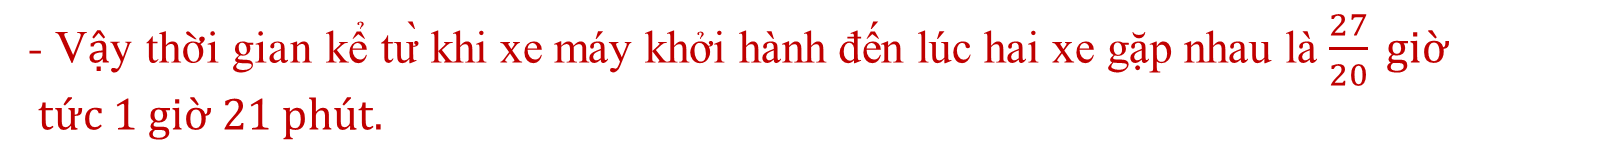 - Vậy thời gian kể từ khi xe máy khởi hành đến lúc hai xe gặp nhau là 27/20 giờ
tức 1 giờ 21 phút.